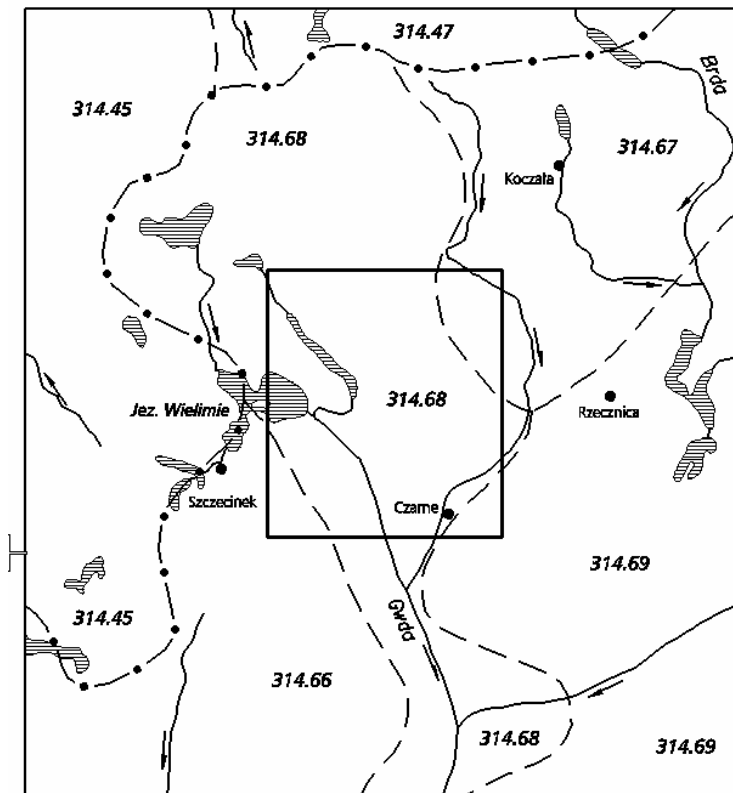 314.47
Brda
314.45
314.68
314.67
Koczała
Jez. Wielimie
314.68
Rzecznica
Szczecinek
Czarne
314.69
314.45
Gwda
314.66
314.68
314.69